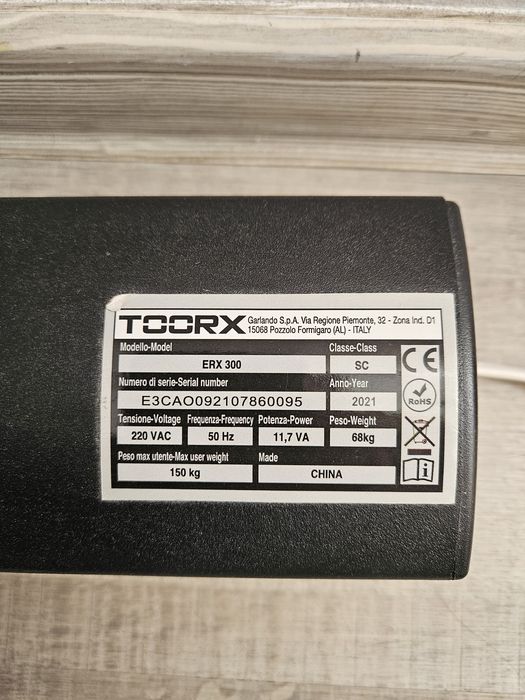 TOORX Garlando S.p.A. Via Regione Piemonte, 32 - Zona Ind. D1
15068 Pozzolo Formigaro (AL) - ITALY
Modello-Model Classe-Class
ERX 300 SC
Numero di serie-Serial number Anno-Year
E3CAO092107860095 2021
Tensione-Voltage Frequenza-Frequency Potenza-Power Peso-Weight
220 VAC 50 Hz 11,7 VA 68kg
Peso max utente-Max user weight Made
150 kg CHINA
CE
RoHS